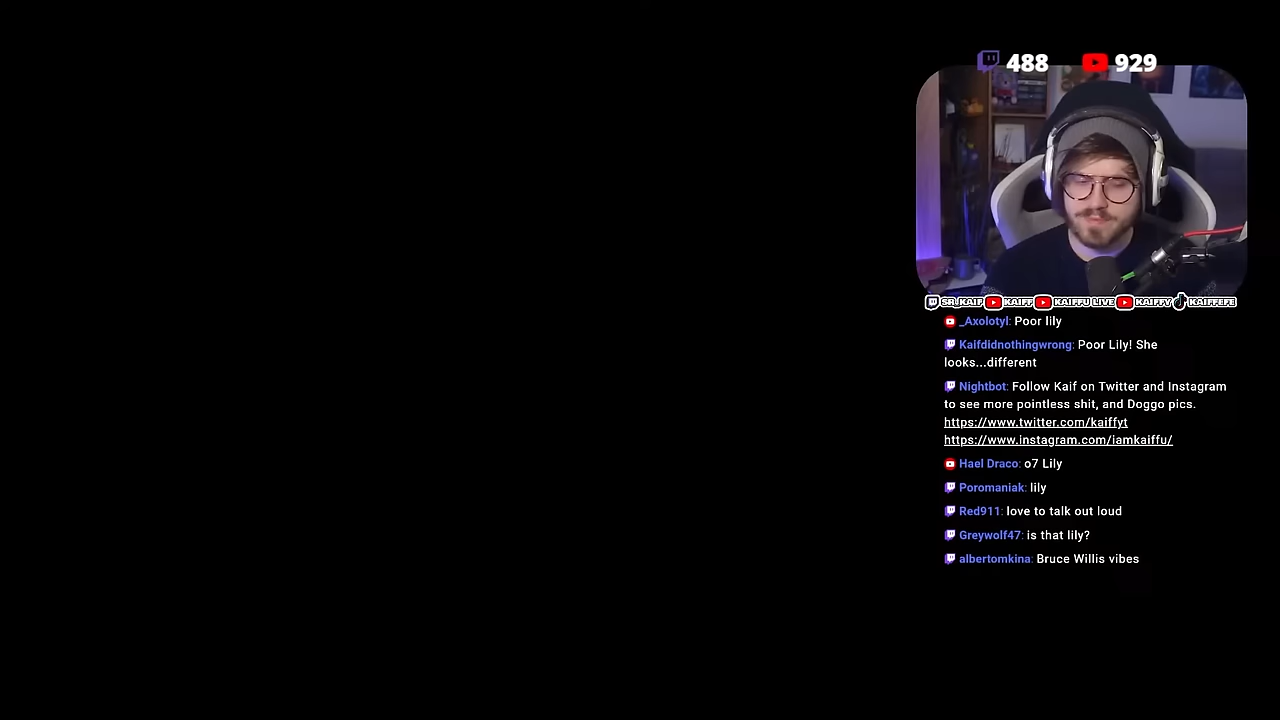 488 929
SR_KAIF KAIFF KAIFFU LIVE KAIFFY KAIFFEFE
_Axolotyl: Poor lily
Kaifdidnothingwrong: Poor Lily! She
looks...different
Nightbot: Follow Kaif on Twitter and Instagram
to see more pointless shit, and Doggo pics.
https://www.twitter.com/kaiffyt
https://www.instagram.com/iamkaiffu/
Hael Draco: o7 Lily
Poromaniak: lily
Red911: love to talk out loud
Greywolf47: is that lily?
albertomkina: Bruce Willis vibes